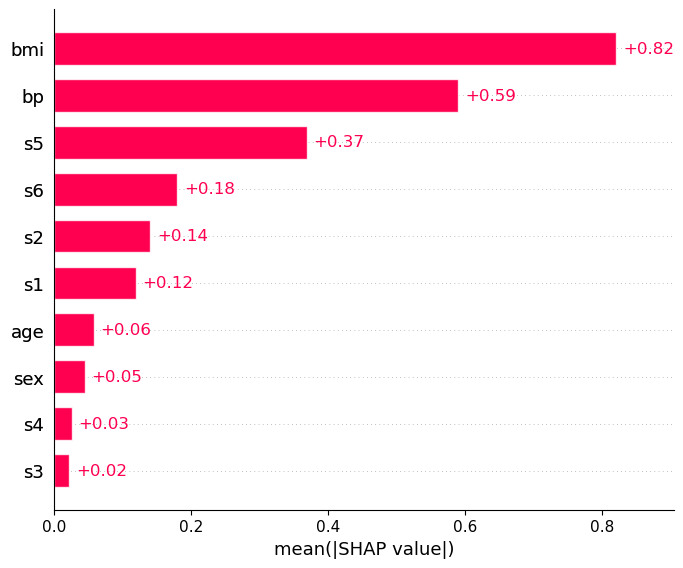 bmi +0.82
bp +0.59
s5 +0.37
s6 +0.18
s2 +0.14
s1 +0.12
age +0.06
sex +0.05
s4 +0.03
s3 +0.02
0.0 0.2 0.4 0.6 0.8
mean(|SHAP value|)